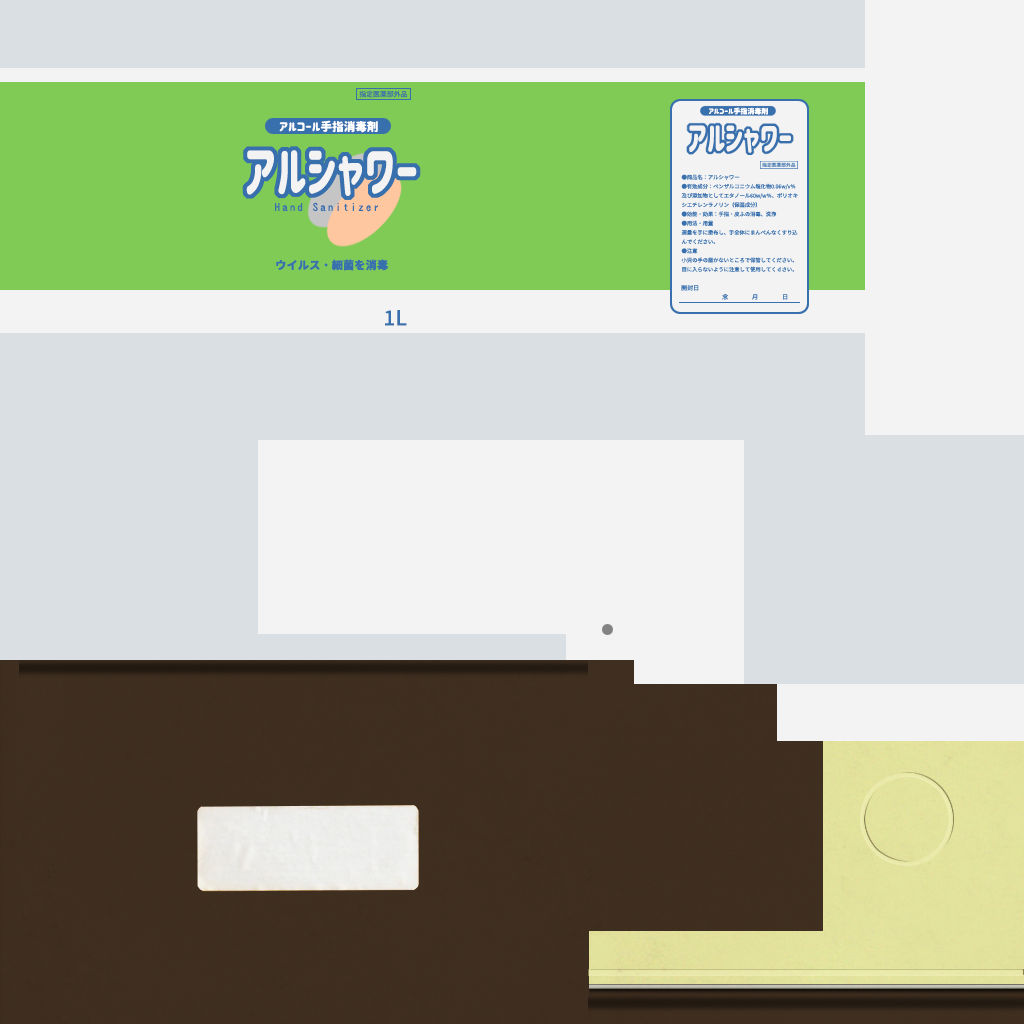 指定医薬部外品
アルコール手指消毒剤
アルシャワー
Hand Sanitizer
ウイルス・細菌を消毒
1L
アルコール手指消毒剤
アルシャワー
指定医薬部外品
●商品名：アルシャワー
●有効成分：ベンザルコニウム塩化物0.06w/v%
及び添加物としてエタノール60w/w%、ポリオキ
シエチレンラノリン（保湿成分）
●効能・効果：手指・皮ふの消毒、洗浄
●用法・用量
適量を手に塗布し、手全体にまんべんなくすり込
んでください。
●注意
小児の手の届かないところで保管してください。
目に入らないように注意して使用してください。
開封日
年 月 日